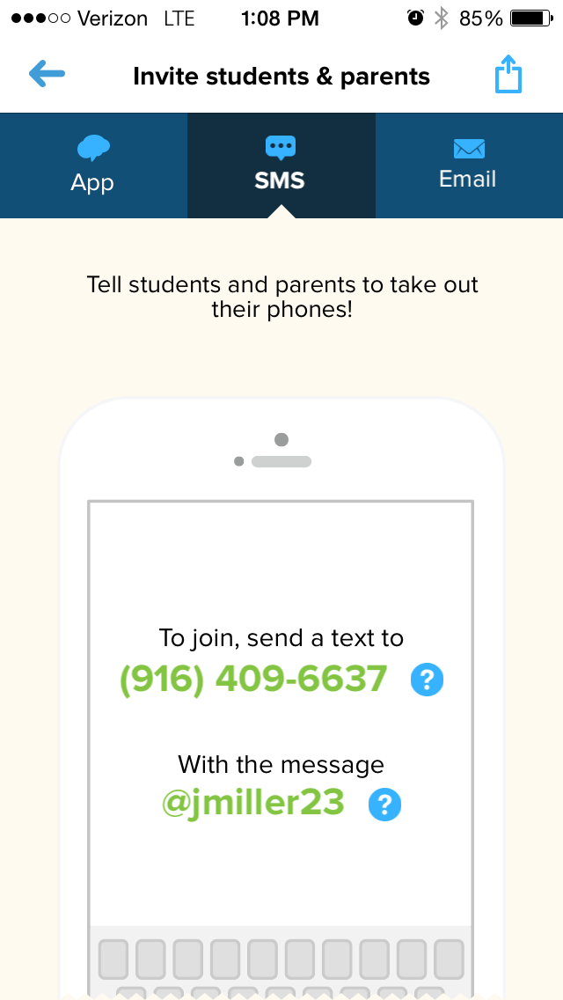 Verizon LTE 1:08 PM 85%
Invite students & parents
App SMS Email
Tell students and parents to take out
their phones!
To join, send a text to
(916) 409-6637 ?
With the message
@jmiller23 ?